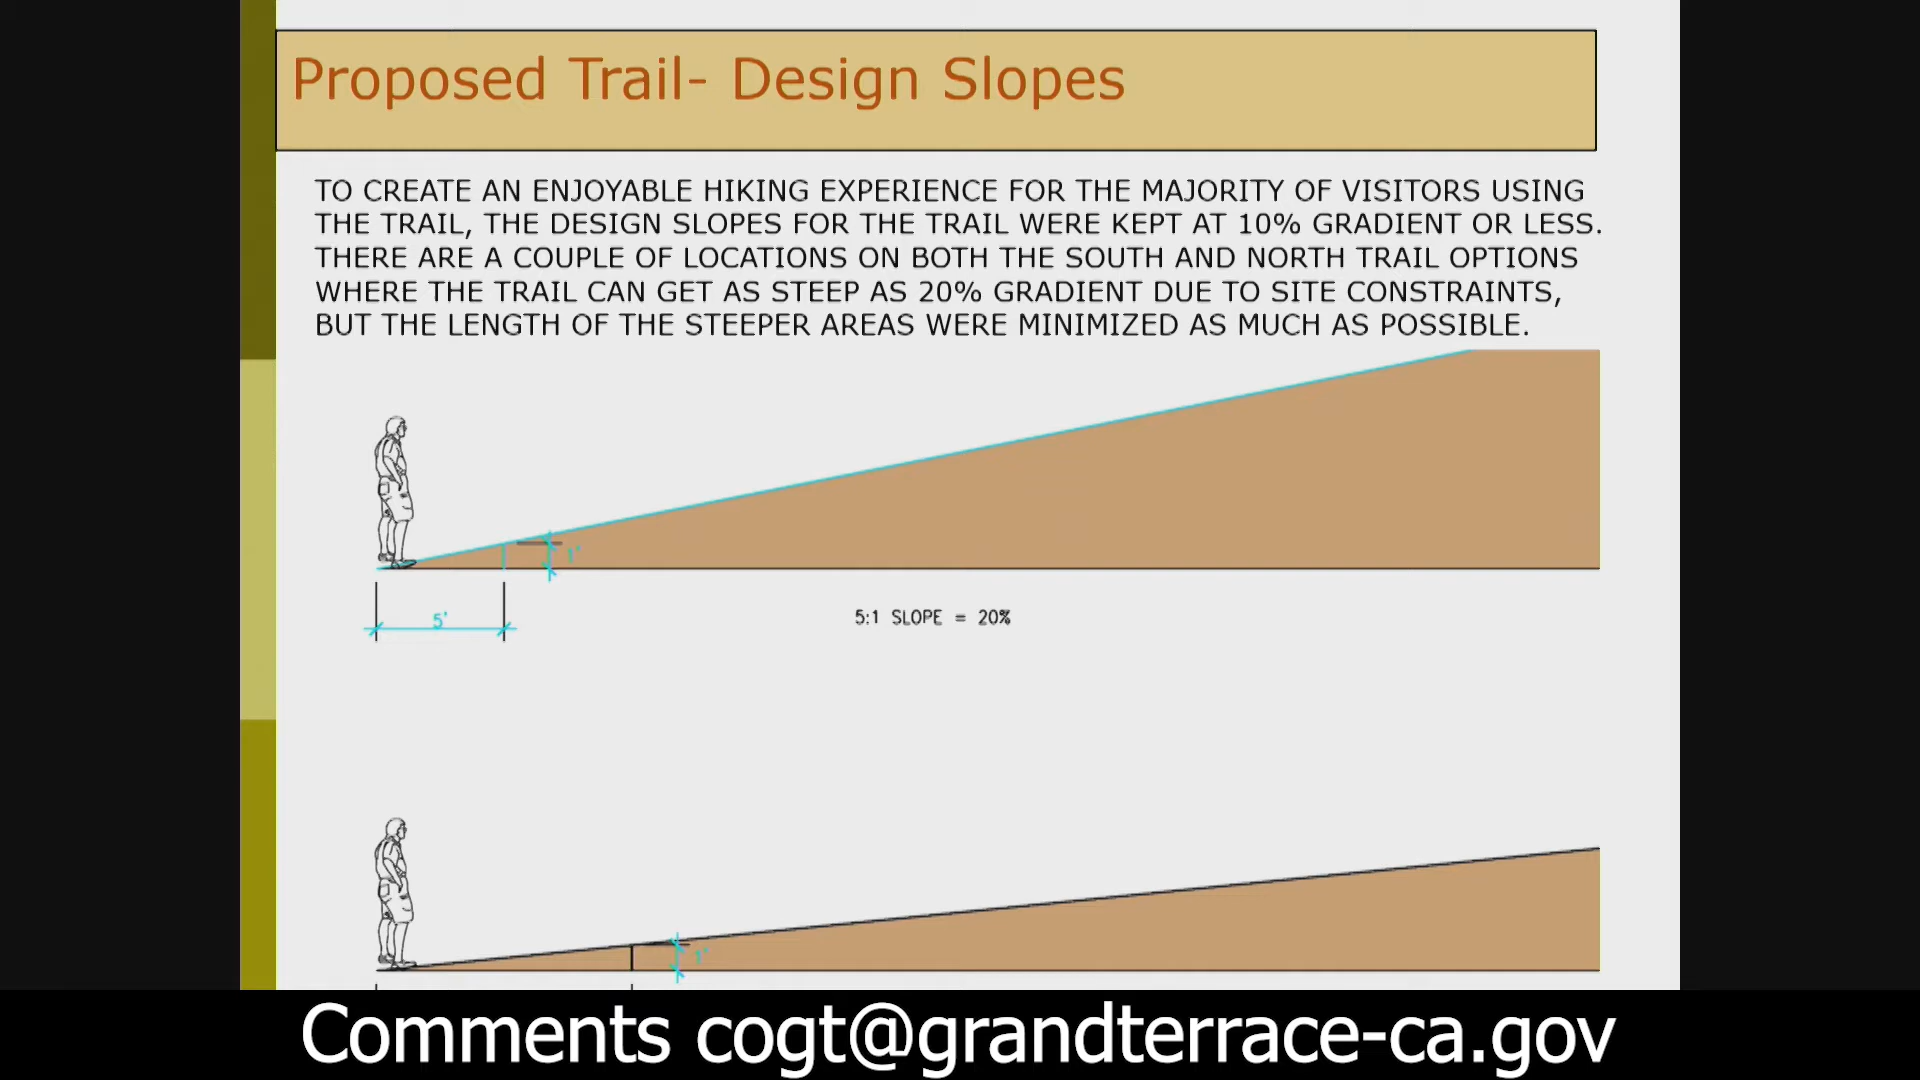 Proposed Trail- Design Slopes
TO CREATE AN ENJOYABLE HIKING EXPERIENCE FOR THE MAJORITY OF VISITORS USING
THE TRAIL, THE DESIGN SLOPES FOR THE TRAIL WERE KEPT AT 10% GRADIENT OR LESS.
THERE ARE A COUPLE OF LOCATIONS ON BOTH THE SOUTH AND NORTH TRAIL OPTIONS
WHERE THE TRAIL CAN GET AS STEEP AS 20% GRADIENT DUE TO SITE CONSTRAINTS,
BUT THE LENGTH OF THE STEEPER AREAS WERE MINIMIZED AS MUCH AS POSSIBLE.
1'
5'
5:1 SLOPE = 20%
1'
Comments cogt@grandterrace-ca.gov